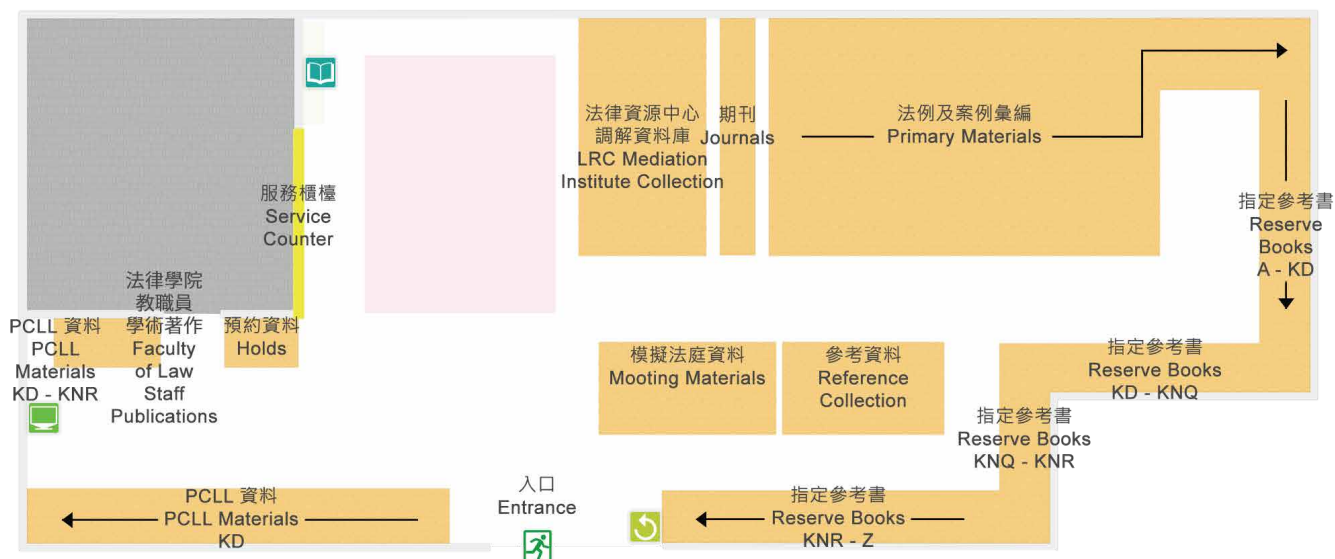 法律資源中心
調解資料庫
LRC Mediation
Institute Collection
期刊
Journals
法例及案例彙編
Primary Materials
服務櫃檯
Service
Counter
指定參考書
Reserve
Books
A - KD
法律學院
教職員
學術著作
Faculty
of Law
Staff
Publications
PCLL 資料
PCLL
Materials
KD - KNR
預約資料
Holds
模擬法庭資料
Mooting Materials
參考資料
Reference
Collection
指定參考書
Reserve Books
KD - KNQ
指定參考書
Reserve Books
KNQ - KNR
PCLL 資料
PCLL Materials
KD
入口
Entrance
指定參考書
Reserve Books
KNR - Z